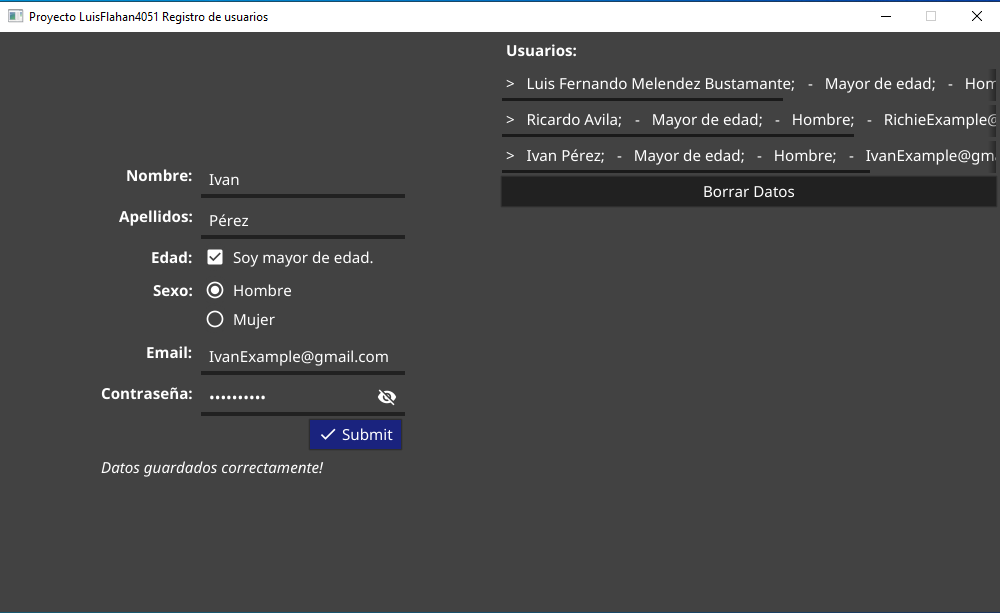 Proyecto LuisFlahan4051 Registro de usuarios
Nombre: Ivan
Apellidos: Pérez
Edad: Soy mayor de edad.
Sexo: Hombre
Mujer
Email: IvanExample@gmail.com
Contraseña: ••••••••••
Submit
Datos guardados correctamente!
Usuarios:
> Luis Fernando Melendez Bustamante; - Mayor de edad; - Hom
> Ricardo Avila; - Mayor de edad; - Hombre; - RichieExample@
> Ivan Pérez; - Mayor de edad; - Hombre; - IvanExample@gma
Borrar Datos